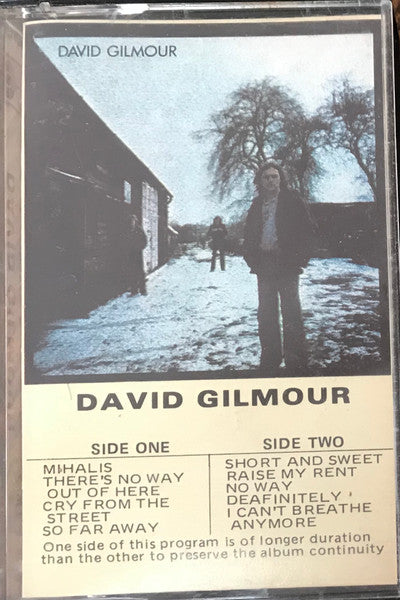 DAVID GILMOUR
DAVID GILMOUR
SIDE ONE
MIHALIS
THERE'S NO WAY
OUT OF HERE
CRY FROM THE
STREET
SO FAR AWAY
SIDE TWO
SHORT AND SWEET
RAISE MY RENT
NO WAY
DEAFINITELY
I CAN'T BREATHE
ANYMORE
One side of this program is of longer duration
than the other to preserve the album continuity